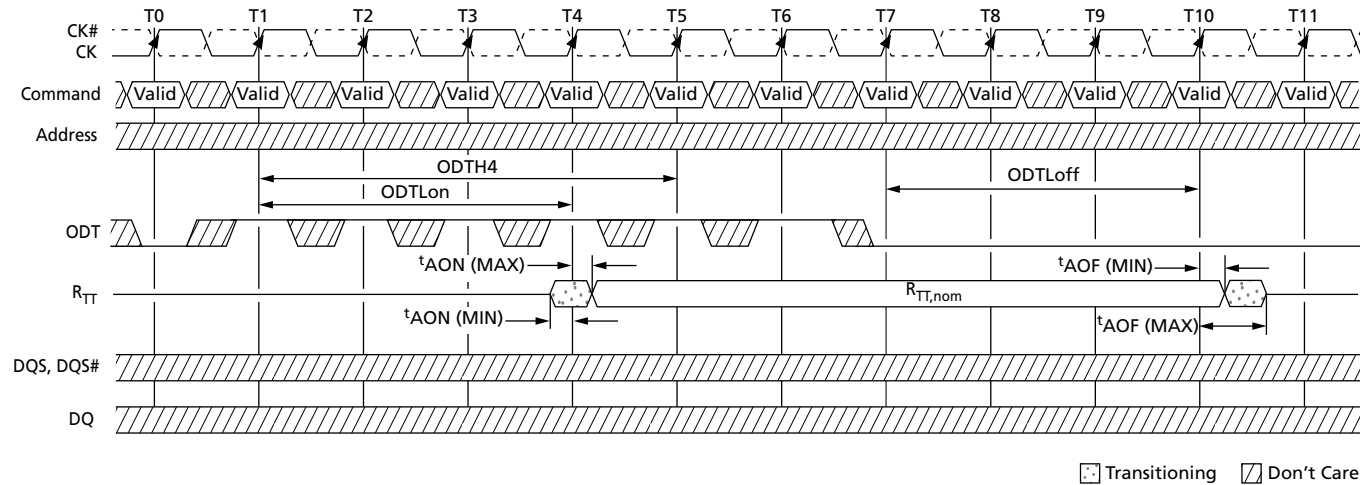 T0 T1 T2 T3 T4 T5 T6 T7 T8 T9 T10 T11
CK#
CK
Command Valid Valid Valid Valid Valid Valid Valid Valid Valid Valid Valid Valid
Address
ODTH4
ODTLoff
ODTLon
ODT
tAON (MAX) tAOF (MIN)
RTT RTT,nom
tAON (MIN) tAOF (MAX)
DQS, DQS#
DQ
Transitioning Don't Care